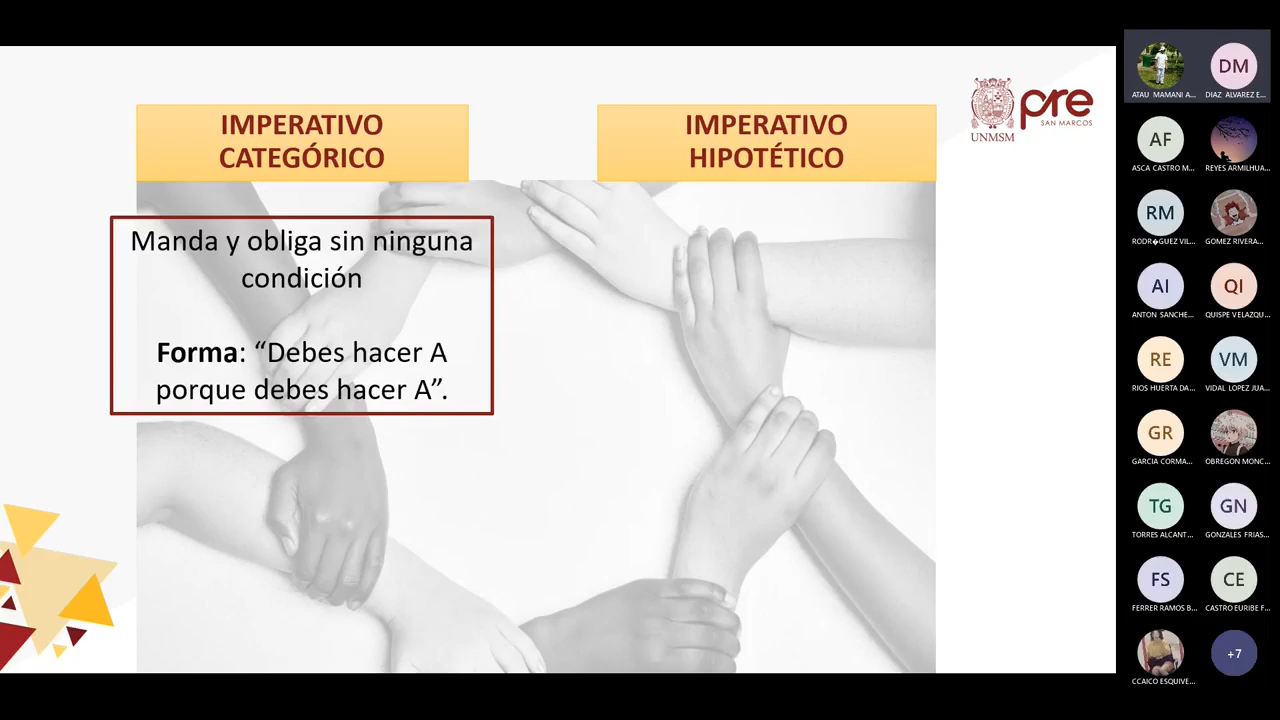 IMPERATIVO
CATEGÓRICO
IMPERATIVO
HIPOTÉTICO
Manda y obliga sin ninguna
condición
Forma: “Debes hacer A
porque debes hacer A”.
UNMSM
pre
SAN MARCOS
ATAU MAMANI A...
DM
DIAZ ALVAREZ E...
AF
ASCA CASTRO M...
REYES ARMILHUA...
RM
RODR�GUEZ VIL...
GOMEZ RIVERA...
AI
ANTON SANCHE...
QI
QUISPE VELAZQU...
RE
RIOS HUERTA DA...
VM
VIDAL LOPEZ JUA...
GR
GARCIA CORMA...
OBREGON MONC...
TG
TORRES ALCANT...
GN
GONZALES FRIAS...
FS
FERRER RAMOS B...
CE
CASTRO EURIBE F...
CCAICO ESQUIVE...
+7